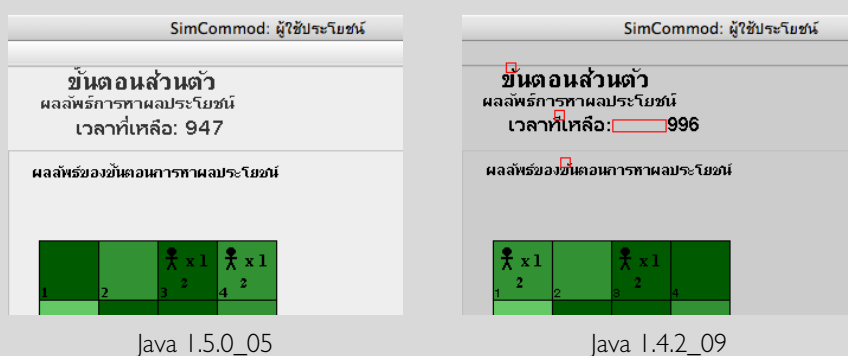 SimCommod: ผู้ใช้ประโยชน์
ขั้นตอนส่วนตัว
ผลลัพธ์การหาผลประโยชน์
เวลาที่เหลือ: 947
ผลลัพธ์ของขั้นตอนการหาผลประโยชน์
x 1
x 1
2
2
1
2
3
4
Java 1.5.0_05
SimCommod: ผู้ใช้ประโยชน์
ขั้นตอนส่วนตัว
ผลลัพธ์การหาผลประโยชน์
เวลาที่เหลือ: 996
ผลลัพธ์ของขั้นตอนการหาผลประโยชน์
x 1
x 1
2
2
1
2
3
4
Java 1.4.2_09